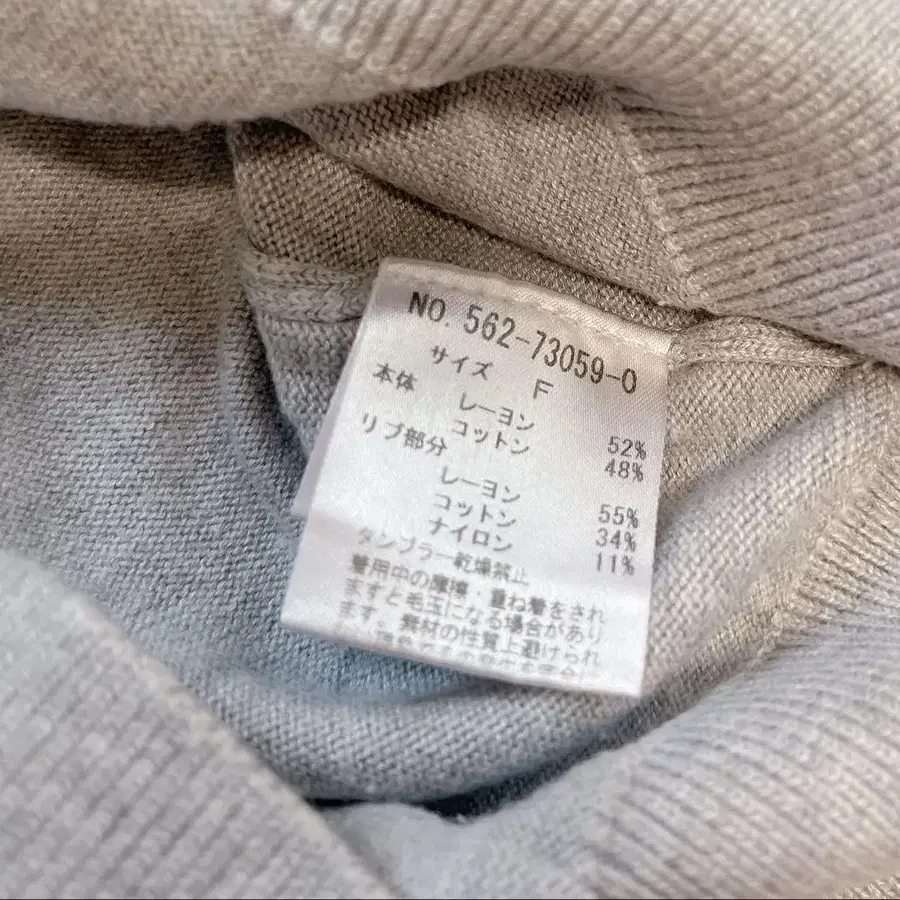 NO. 562-73059-0
サイズ F
本体
レーヨン 52%
コットン 48%
リブ部分
レーヨン 55%
コットン 34%
ナイロン 11%
タンブラー乾燥禁止
着用中の摩擦・重ね着をされ
ますと毛玉になる場合があり
ます。素材の性質上避けられ